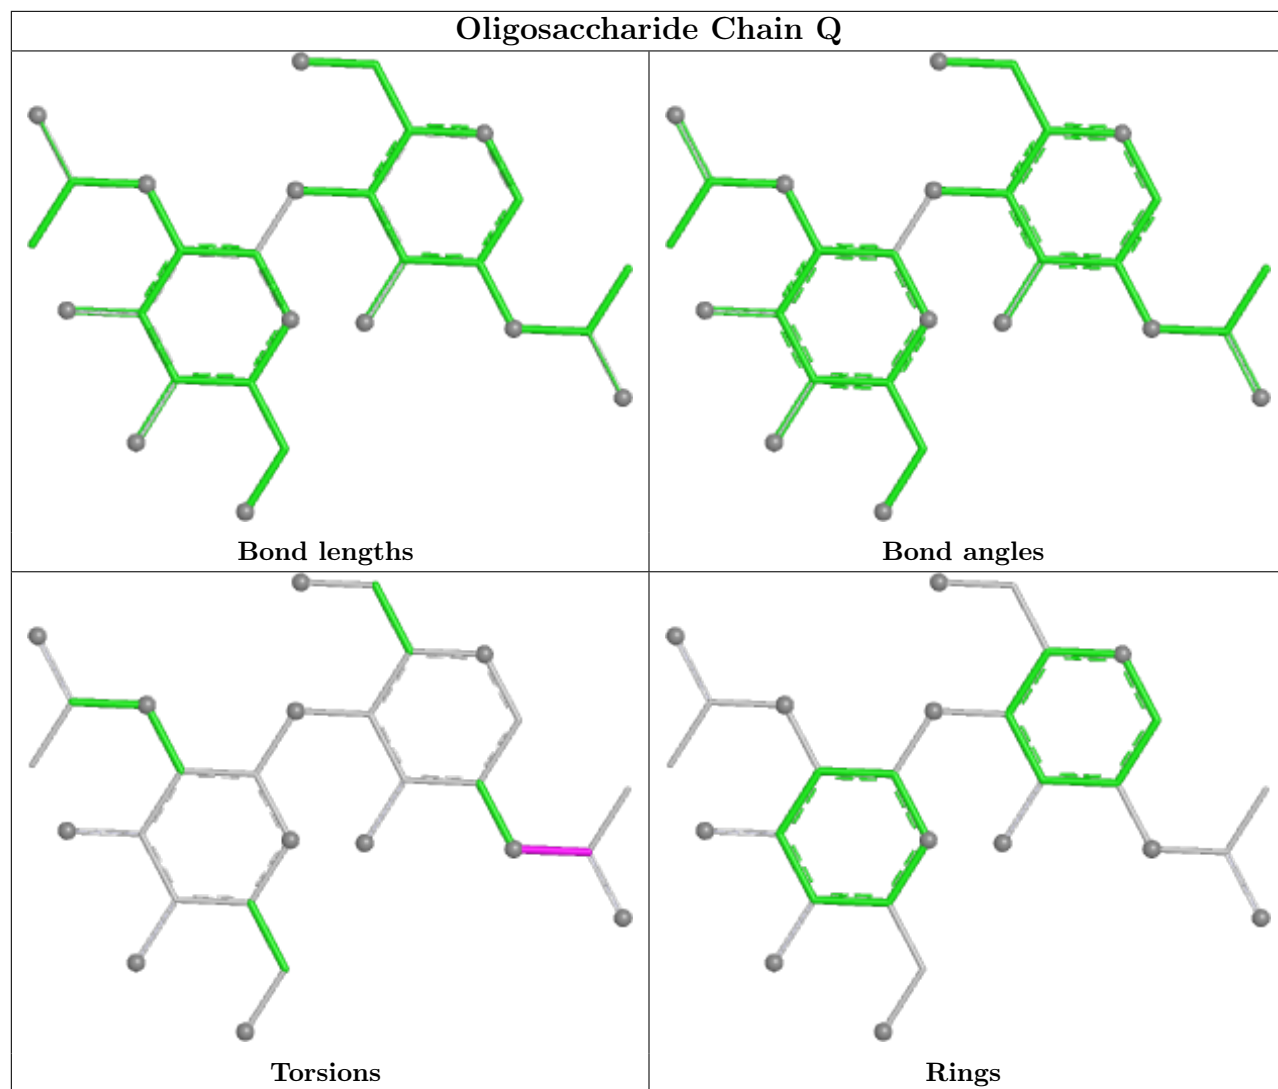 Oligosaccharide Chain Q
Bond lengths
Bond angles
Torsions
Rings